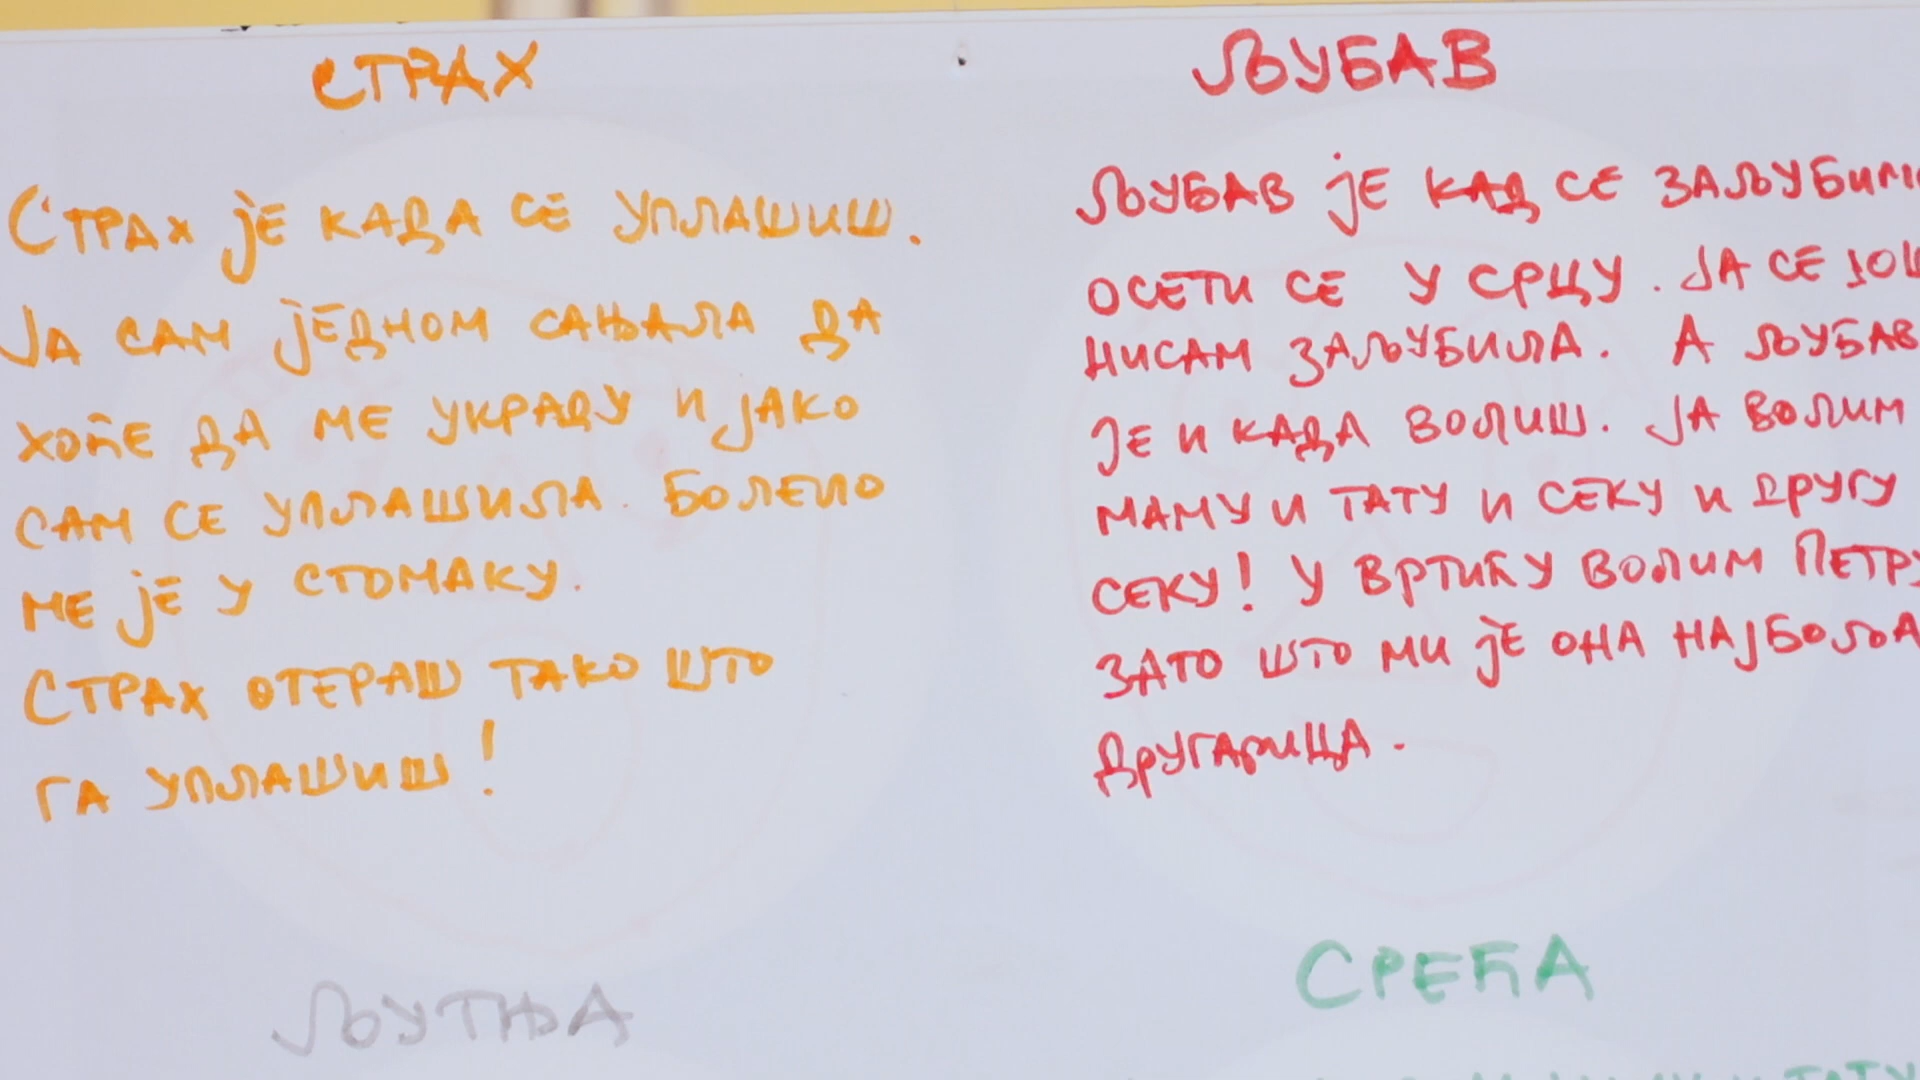 СТРАХ
Страх је када се уплашиш.
Ја сам једном сањала да
хоће да ме украду и јако
сам се уплашила. Болело
ме је у стомаку.
Страх отераш тако што
га уплашиш!
ЉУБАВ
Љубав је кад се
осети се у срцу. Ја се још
нисам заљубила. А љубав
је и када волиш. Ја волим
маму и тату и секу и другу
секу! У вртићу волим Петру
зато што ми је она најбоља
другарица.
ЉУТЊА
СРЕЋА